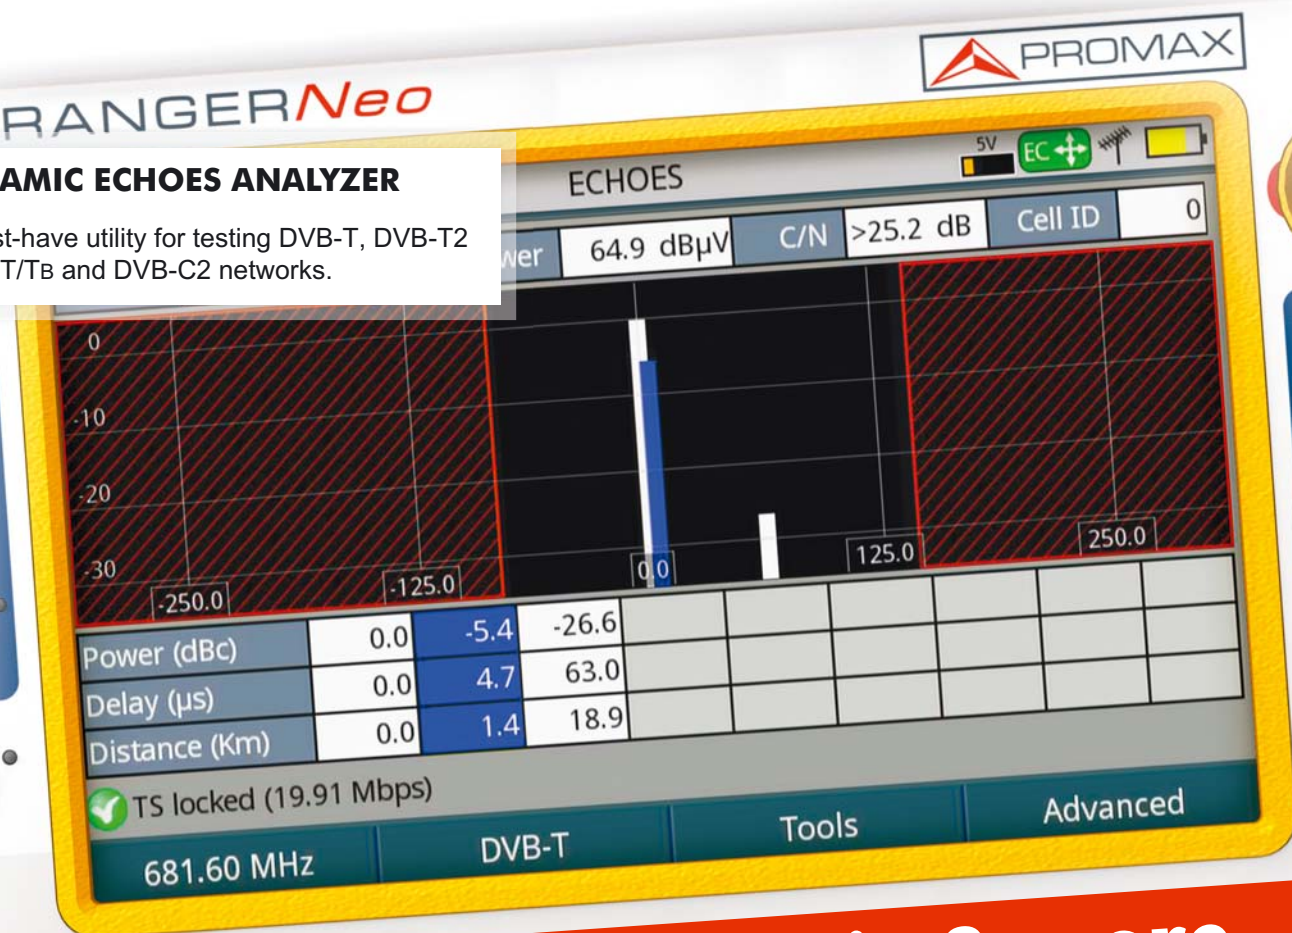 RANGERNeo
PROMAX
AMIC ECHOES ANALYZER
st-have utility for testing DVB-T, DVB-T2
T/TB and DVB-C2 networks.
ECHOES
5V
EC
wer 64.9 dBµV C/N >25.2 dB Cell ID 0
0
-10
-20
-30
-250.0 -125.0 0.0 125.0 250.0
Power (dBc) 0.0 -5.4 -26.6
Delay (µs) 0.0 4.7 63.0
Distance (Km) 0.0 1.4 18.9
TS locked (19.91 Mbps)
681.60 MHz DVB-T Tools Advanced